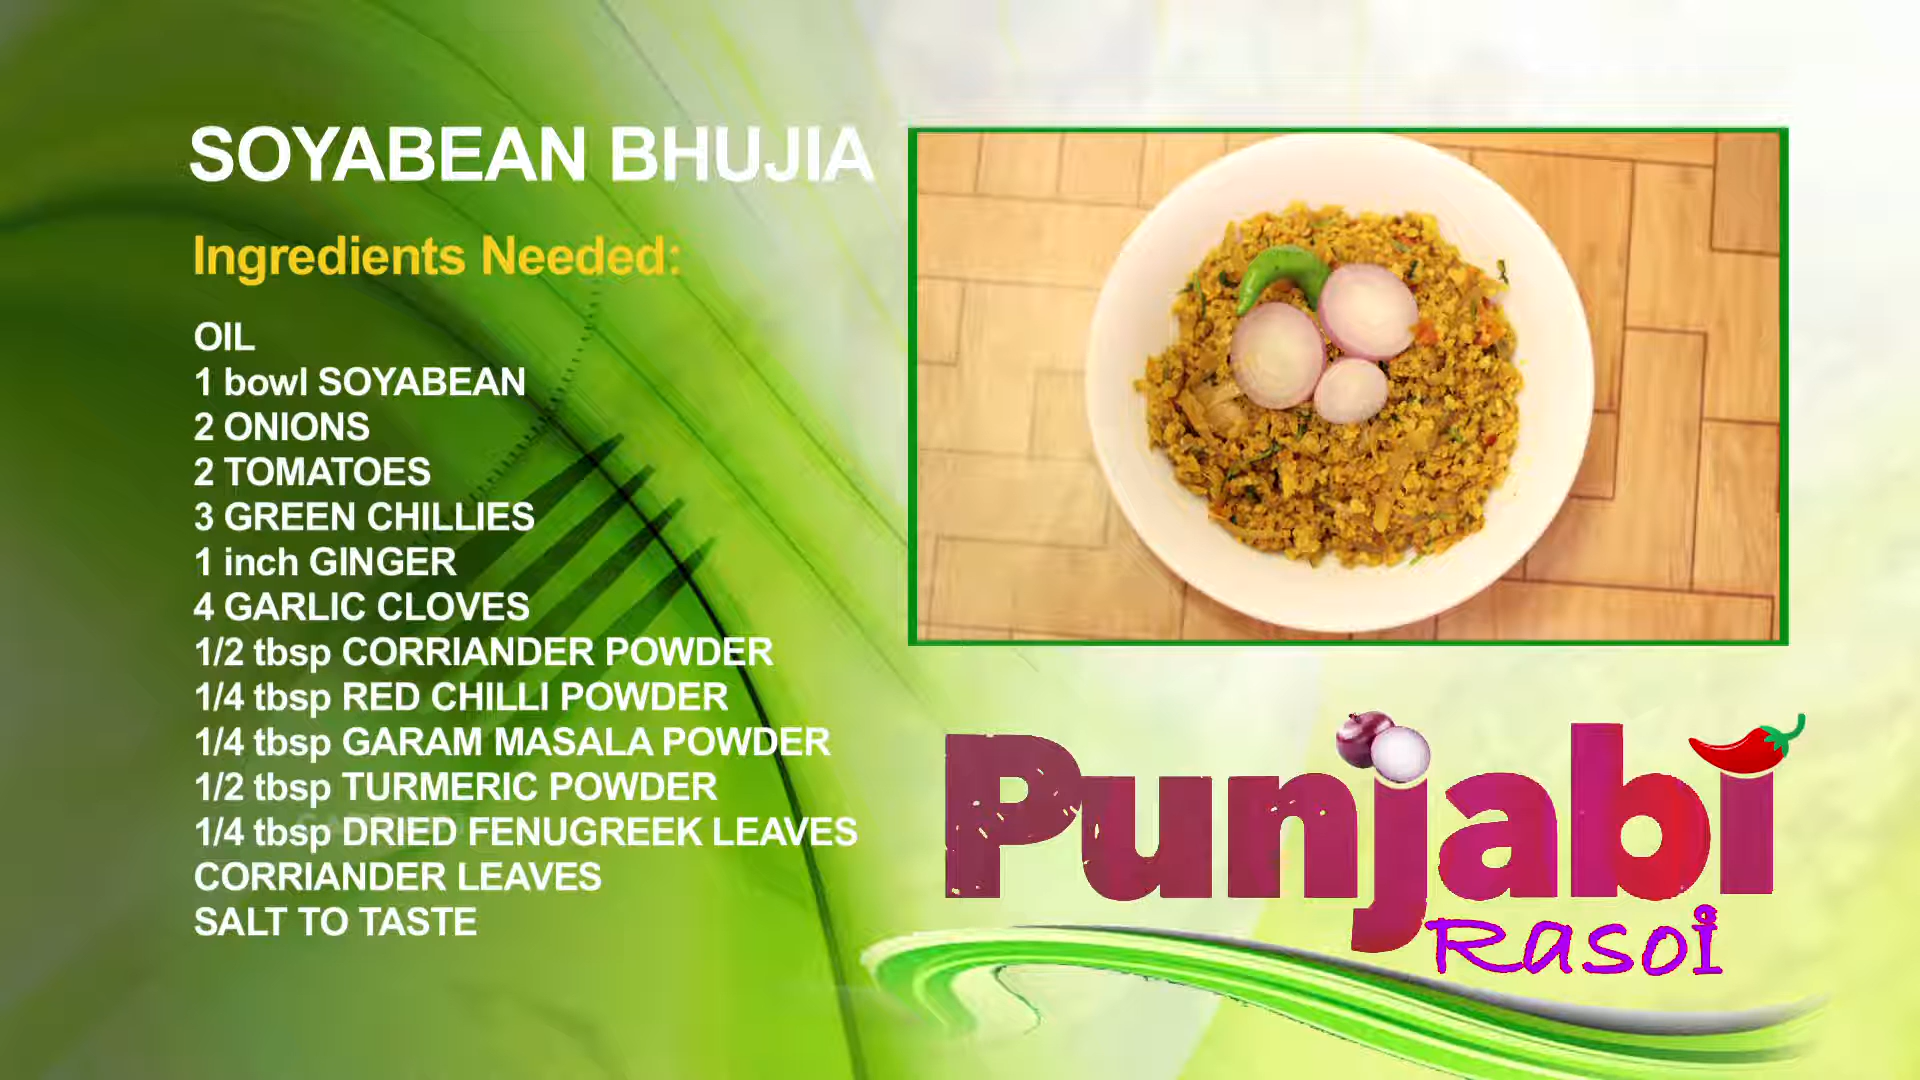 SOYABEAN BHUJIA
Ingredients Needed:
OIL
1 bowl SOYABEAN
2 ONIONS
2 TOMATOES
3 GREEN CHILLIES
1 inch GINGER
4 GARLIC CLOVES
1/2 tbsp CORRIANDER POWDER
1/4 tbsp RED CHILLI POWDER
1/4 tbsp GARAM MASALA POWDER
1/2 tbsp TURMERIC POWDER
1/4 tbsp DRIED FENUGREEK LEAVES
CORRIANDER LEAVES
SALT TO TASTE
Punjabi
Rasoi